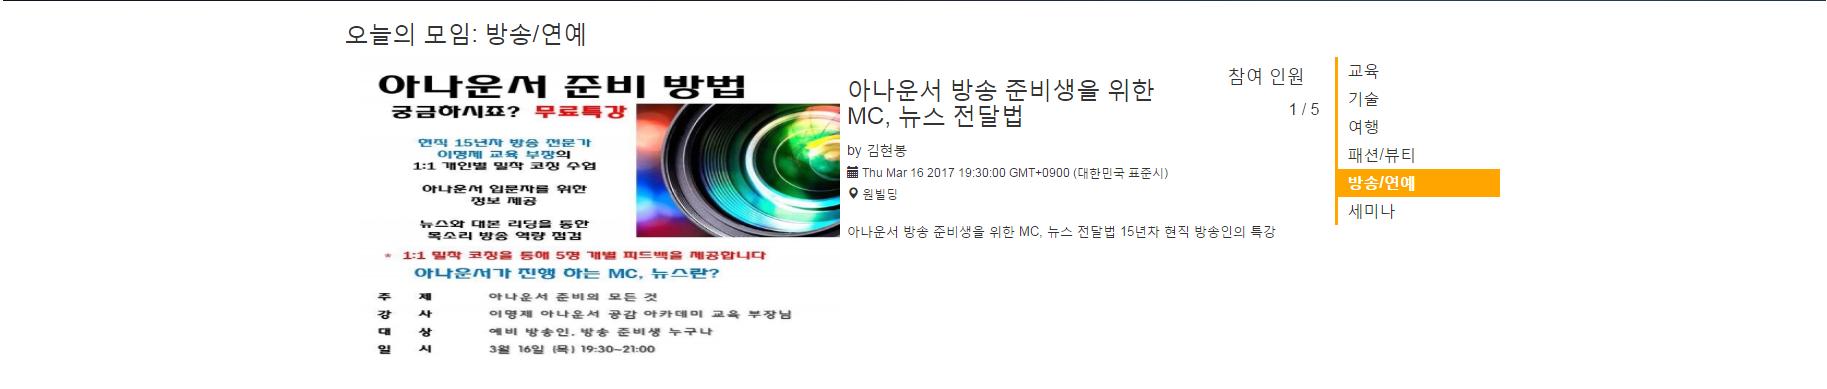 오늘의 모임: 방송/연예
아나운서 준비 방법
궁금하시죠? 무료특강
현직 15년차 방송 전문가
이명제 교육 부장의
1:1 개인별 밀착 코칭 수업
아나운서 입문자를 위한
정보 제공
뉴스와 대본 리딩을 통한
목소리 방송 역량 점검
* 1:1 밀착 코칭을 통해 5명 개별 피드백을 제공합니다
아나운서가 진행 하는 MC, 뉴스란?
주 제 아나운서 준비의 모든 것
강 사 이명제 아나운서 공감 아카데미 교육 부장님
대 상 예비 방송인, 방송 준비생 누구나
일 시 3월 16일 (목) 19:30~21:00
아나운서 방송 준비생을 위한
MC, 뉴스 전달법
by 김현봉
Thu Mar 16 2017 19:30:00 GMT+0900 (대한민국 표준시)
원빌딩
아나운서 방송 준비생을 위한 MC, 뉴스 전달법 15년차 현직 방송인의 특강
참여 인원
1 / 5
교육
기술
여행
패션/뷰티
방송/연예
세미나